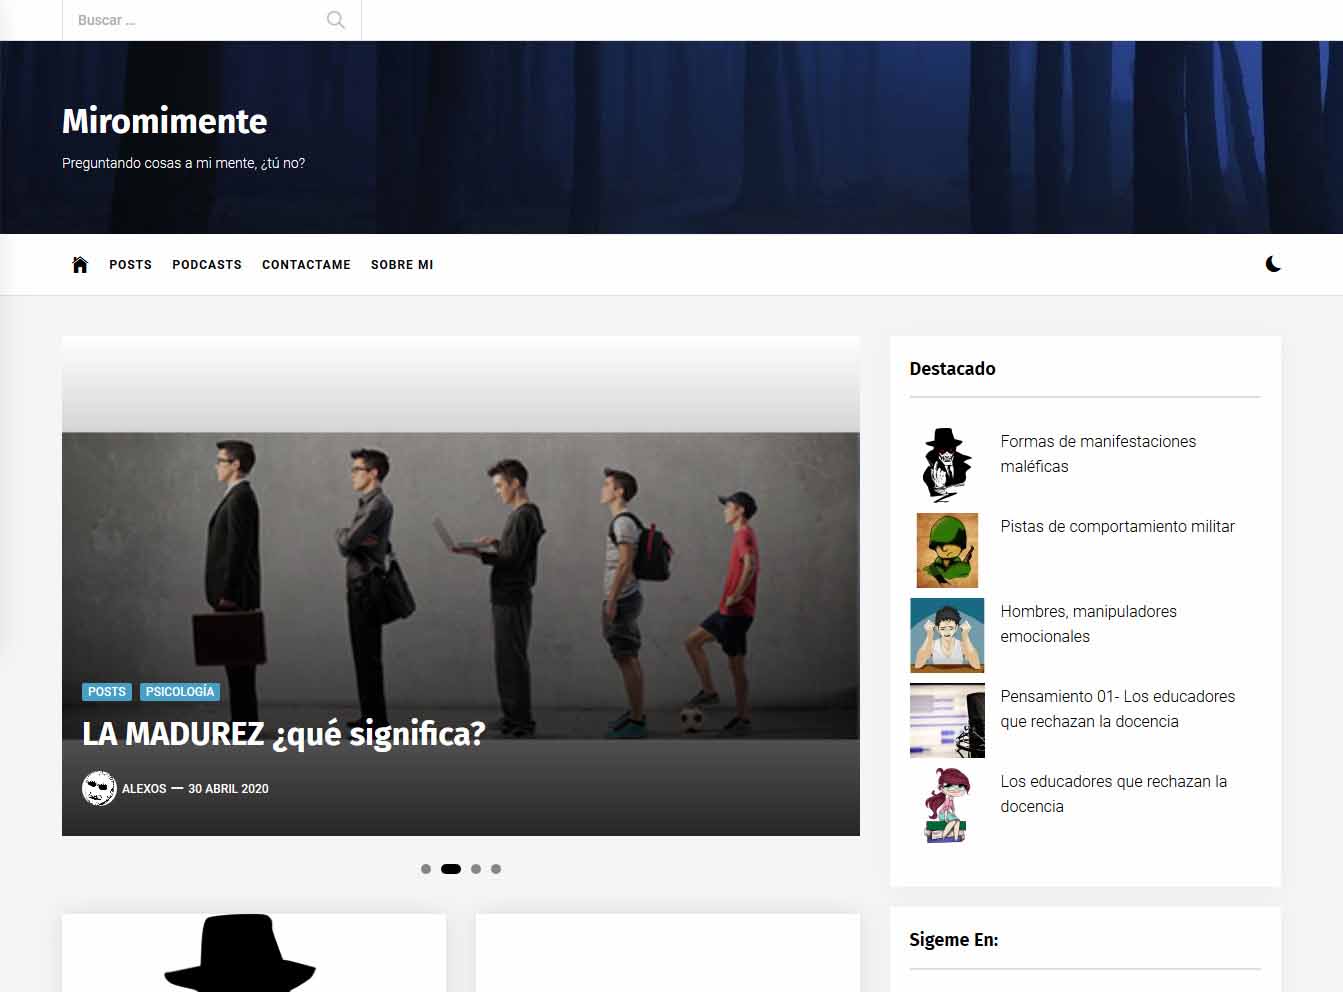 Buscar ...
Miromimente
Preguntando cosas a mi mente, ¿tú no?
POSTS PODCASTS CONTACTAME SOBRE MI
POSTS PSICOLOGÍA
LA MADUREZ ¿qué significa?
ALEXOS — 30 ABRIL 2020
Destacado
Formas de manifestaciones
maléficas
Pistas de comportamiento militar
Hombres, manipuladores
emocionales
Pensamiento 01- Los educadores
que rechazan la docencia
Los educadores que rechazan la
docencia
Sigeme En: